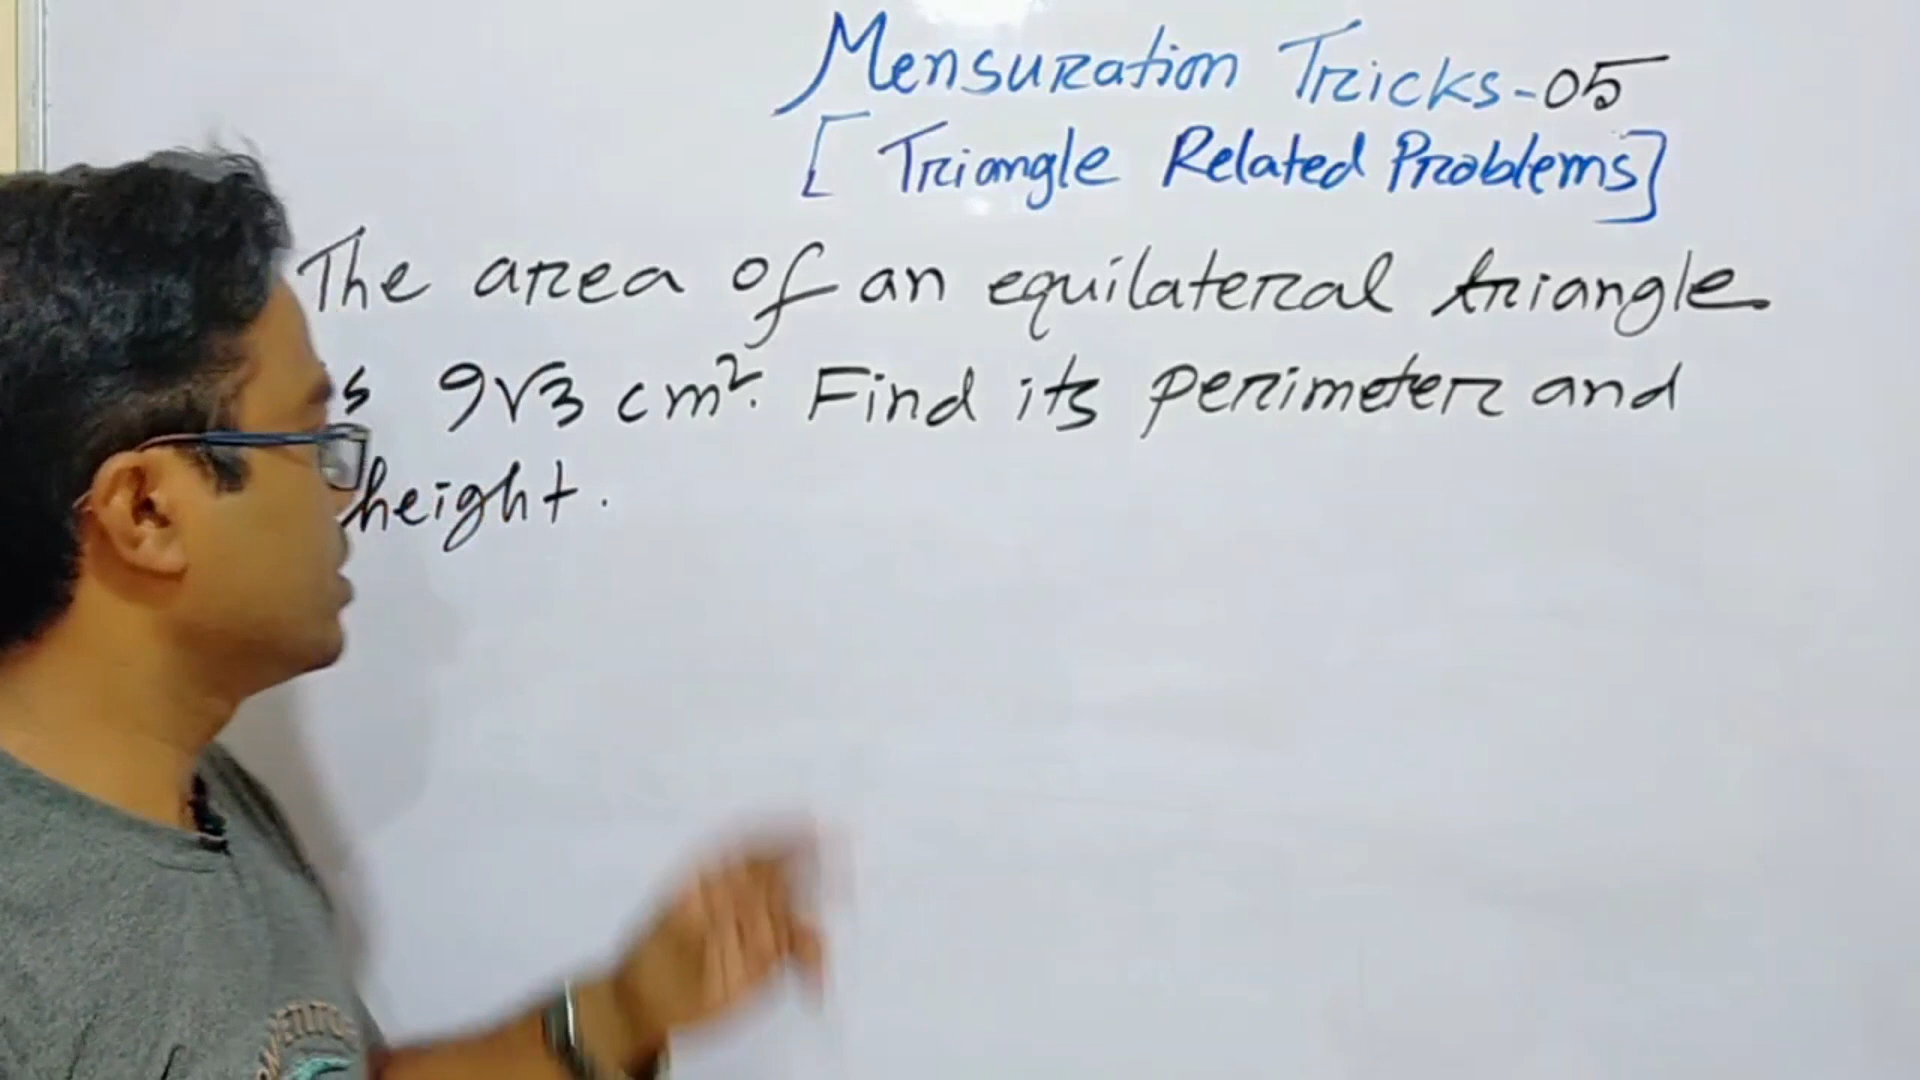 Mensuration Tricks-05
[Triangle Related Problems]
The area of an equilateral triangle
9√3 cm². Find its perimeter and
height.